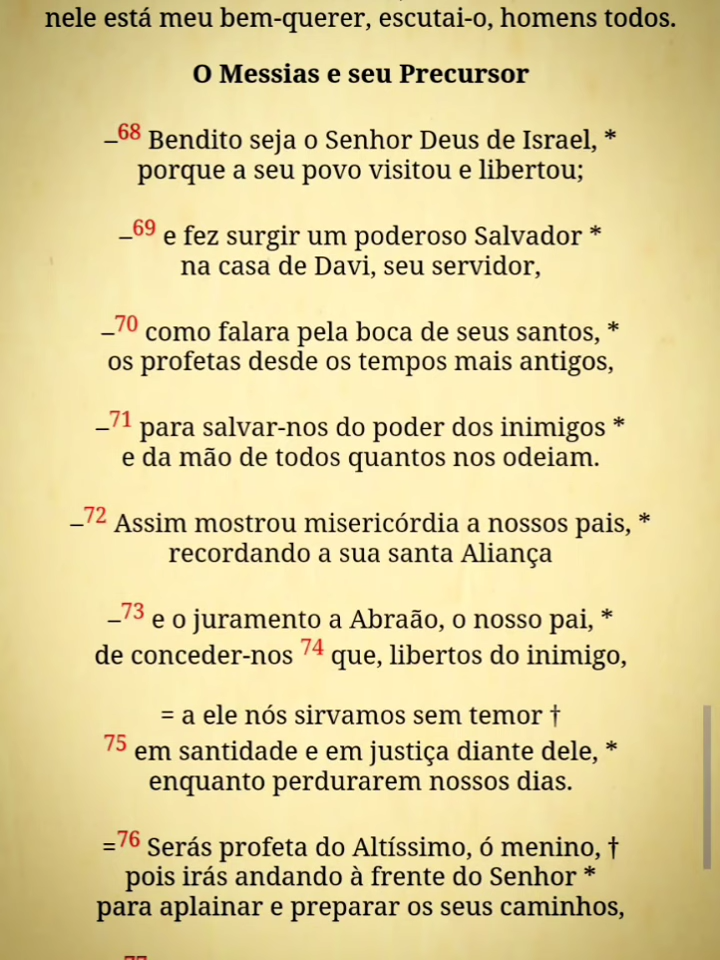 nele está meu bem-querer, escutai-o, homens todos.
O Messias e seu Precursor
–68 Bendito seja o Senhor Deus de Israel, *
porque a seu povo visitou e libertou;
–69 e fez surgir um poderoso Salvador *
na casa de Davi, seu servidor,
–70 como falara pela boca de seus santos, *
os profetas desde os tempos mais antigos,
–71 para salvar-nos do poder dos inimigos *
e da mão de todos quantos nos odeiam.
–72 Assim mostrou misericórdia a nossos pais, *
recordando a sua santa Aliança
–73 e o juramento a Abraão, o nosso pai, *
de conceder-nos 74 que, libertos do inimigo,
= a ele nós sirvamos sem temor †
75 em santidade e em justiça diante dele, *
enquanto perdurarem nossos dias.
=76 Serás profeta do Altíssimo, ó menino, †
pois irás andando à frente do Senhor *
para aplainar e preparar os seus caminhos,